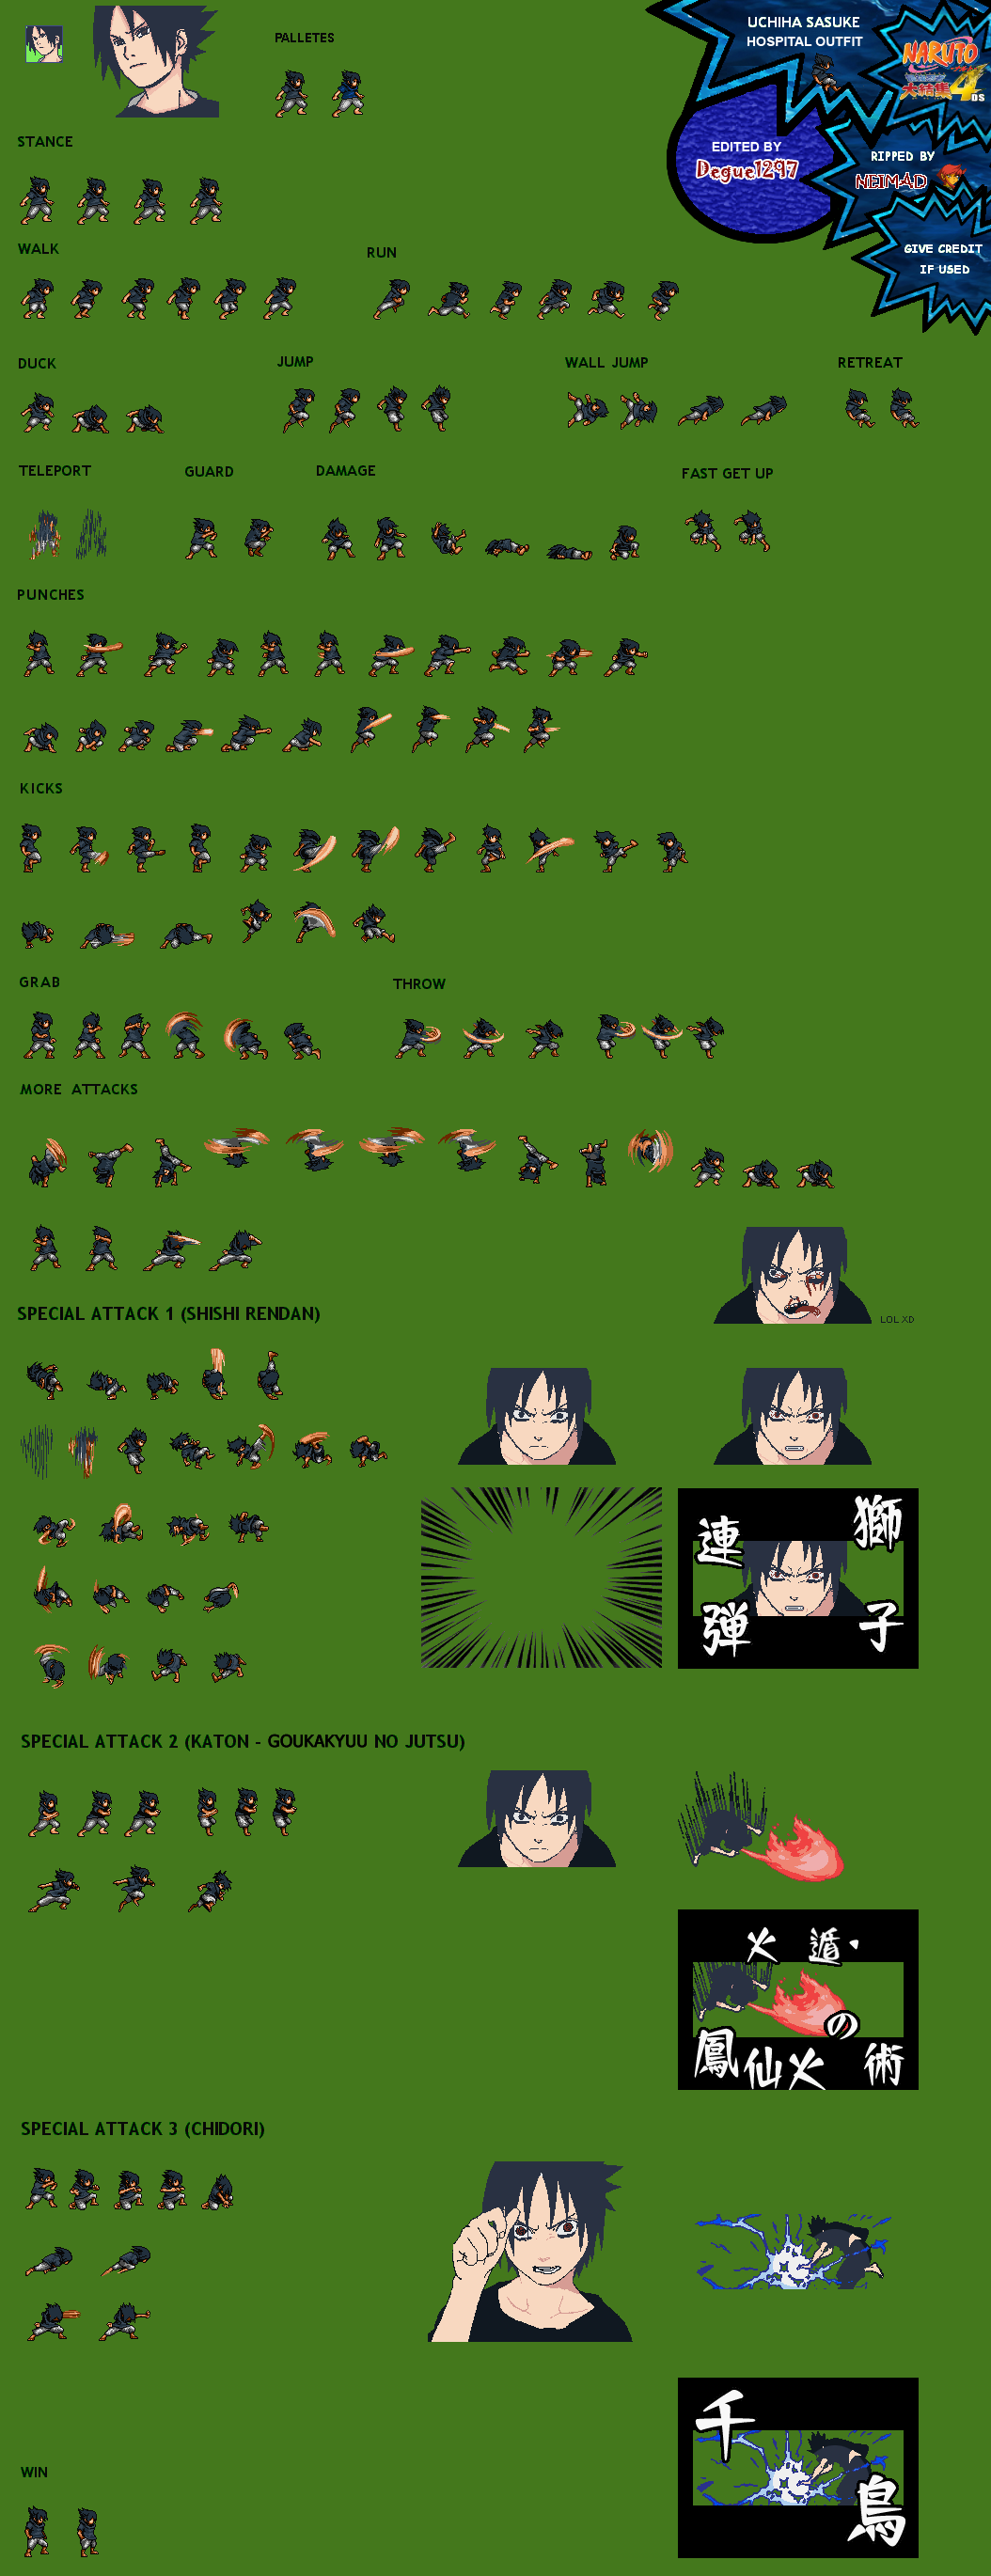 PALLETES
UCHIHA SASUKE
HOSPITAL OUTFIT
NARUTO
大結集
4
DS
EDITED BY
Degue1297
RIPPED BY
NEIMAD
GIVE CREDIT
IF USED
STANCE
WALK
RUN
DUCK
JUMP
WALL JUMP
RETREAT
TELEPORT
GUARD
DAMAGE
FAST GET UP
PUNCHES
KICKS
GRAB
THROW
MORE ATTACKS
LOL XD
SPECIAL ATTACK 1 (SHISHI RENDAN)
獅子
連弾
SPECIAL ATTACK 2 (KATON - GOUKAKYUU NO JUTSU)
火遁・
鳳仙火の術
SPECIAL ATTACK 3 (CHIDORI)
千鳥
WIN